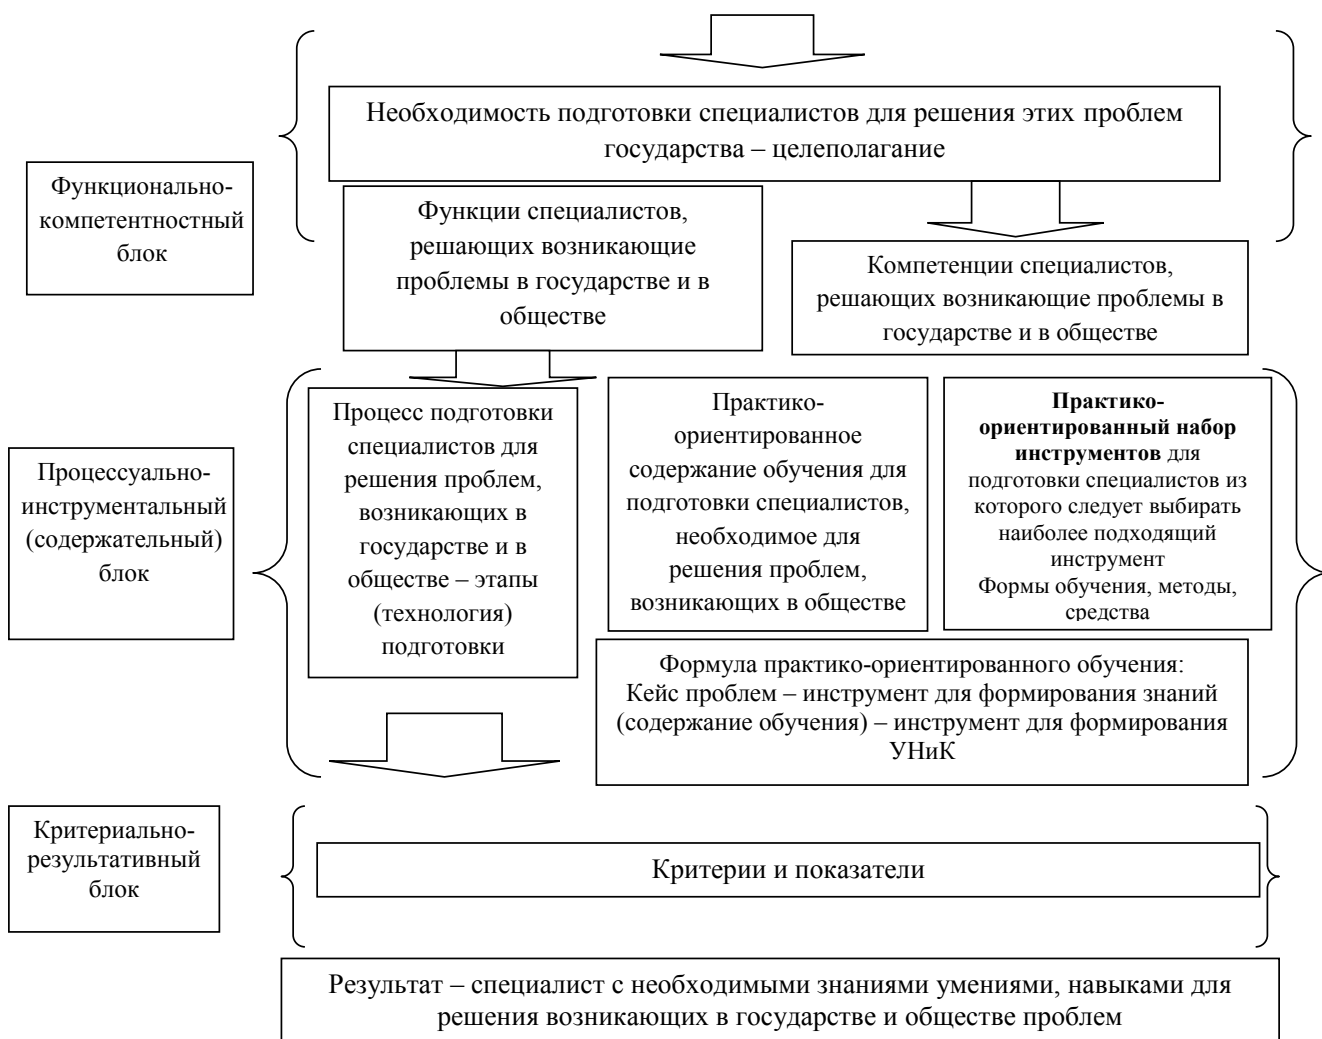 Необходимость подготовки специалистов для решения этих проблем
государства – целеполагание
Функционально-
компетентностный
блок
Функции специалистов,
решающих возникающие
проблемы в государстве и в
обществе
Компетенции специалистов,
решающих возникающие проблемы в
государстве и в обществе
Процессуально-
инструментальный
(содержательный)
блок
Процесс подготовки
специалистов для
решения проблем,
возникающих в
государстве и в
обществе – этапы
(технология)
подготовки
Практико-
ориентированное
содержание обучения для
подготовки специалистов,
необходимое для
решения проблем,
возникающих в обществе
Практико-
ориентированный набор
инструментов для
подготовки специалистов из
которого следует выбирать
наиболее подходящий
инструмент
Формы обучения, методы,
средства
Формула практико-ориентированного обучения:
Кейс проблем – инструмент для формирования знаний
(содержание обучения) – инструмент для формирования
УНиК
Критериально-
результативный
блок
Критерии и показатели
Результат – специалист с необходимыми знаниями умениями, навыками для
решения возникающих в государстве и обществе проблем